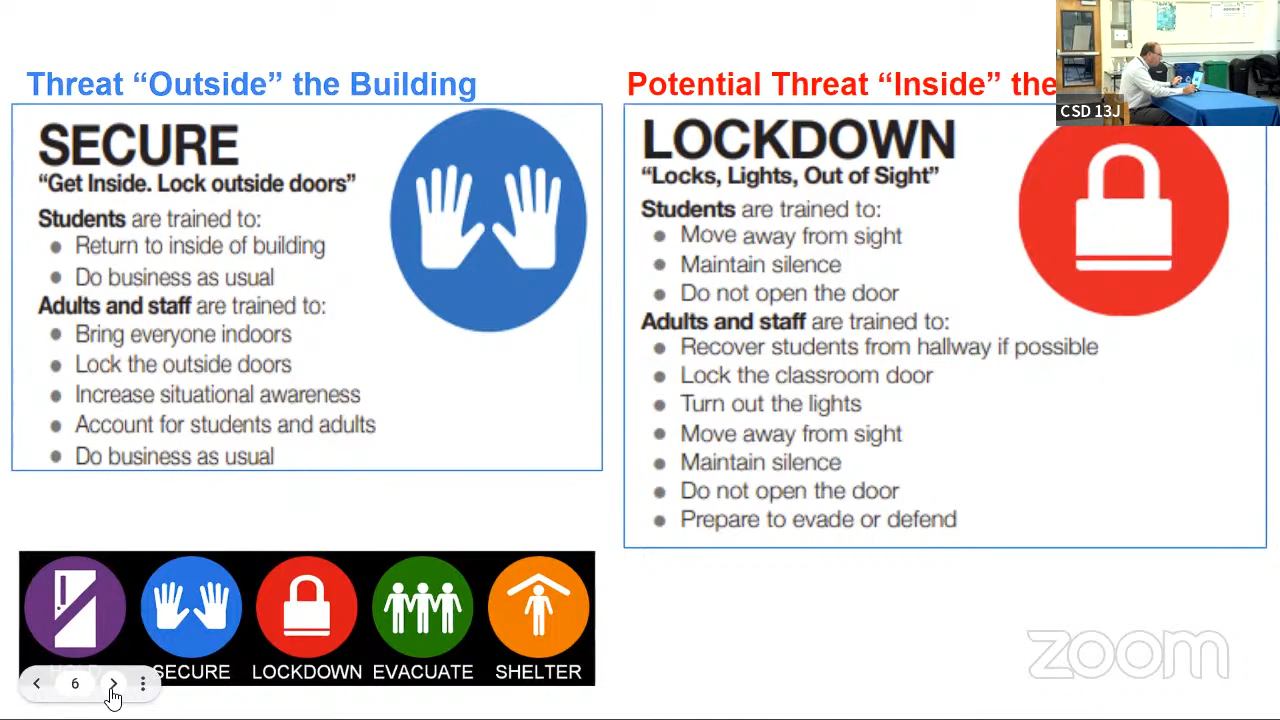 Threat “Outside” the Building
SECURE
“Get Inside. Lock outside doors”
Students are trained to:
Return to inside of building
Do business as usual
Adults and staff are trained to:
Bring everyone indoors
Lock the outside doors
Increase situational awareness
Account for students and adults
Do business as usual
Potential Threat “Inside” the
LOCKDOWN
“Locks, Lights, Out of Sight”
Students are trained to:
Move away from sight
Maintain silence
Do not open the door
Adults and staff are trained to:
Recover students from hallway if possible
Lock the classroom door
Turn out the lights
Move away from sight
Maintain silence
Do not open the door
Prepare to evade or defend
CSD 13J
SECURE LOCKDOWN EVACUATE SHELTER
6
zoom